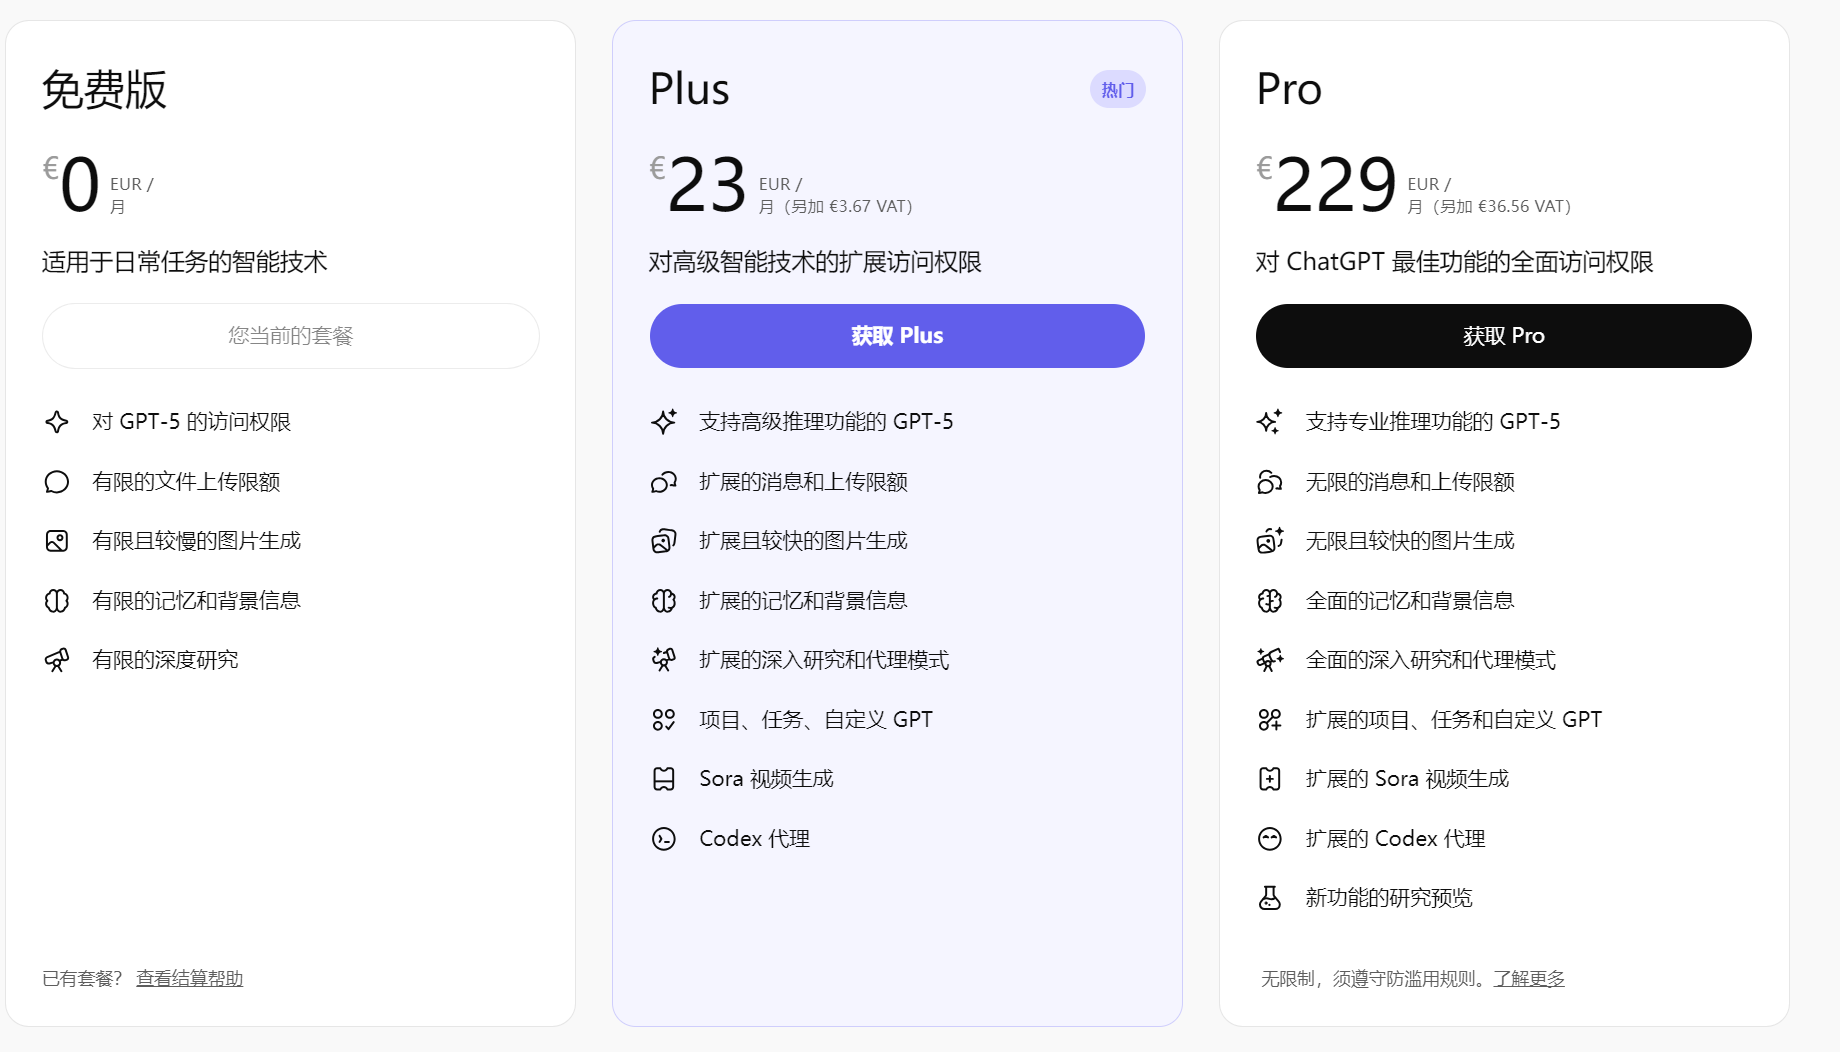 免费版
€0 EUR /
月
适用于日常任务的智能技术
您当前的套餐
对 GPT-5 的访问权限
有限的文件上传限额
有限且较慢的图片生成
有限的记忆和背景信息
有限的深度研究
已有套餐？ 查看结算帮助
Plus
热门
€23 EUR /
月（另加 €3.67 VAT）
对高级智能技术的扩展访问权限
获取 Plus
支持高级推理功能的 GPT-5
扩展的消息和上传限额
扩展且较快的图片生成
扩展的记忆和背景信息
扩展的深入研究和代理模式
项目、任务、自定义 GPT
Sora 视频生成
Codex 代理
Pro
€229 EUR /
月（另加 €36.56 VAT）
对 ChatGPT 最佳功能的全面访问权限
获取 Pro
支持专业推理功能的 GPT-5
无限的消息和上传限额
无限且较快的图片生成
全面的记忆和背景信息
全面的深入研究和代理模式
扩展的项目、任务和自定义 GPT
扩展的 Sora 视频生成
扩展的 Codex 代理
新功能的研究预览
无限制，须遵守防滥用规则。了解更多